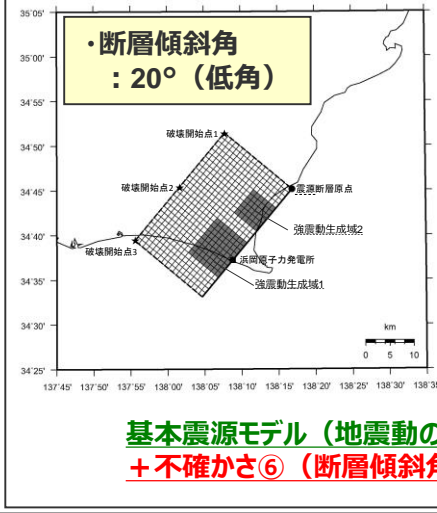 ・断層傾斜角
：20°（低角）
35°05'
35°00'
34°55'
34°50'
34°45'
34°40'
34°35'
34°30'
34°25'
破壊開始点1
破壊開始点2
破壊開始点3
震源断層原点
強震動生成域2
浜岡原子力発電所
強震動生成域1
km
0 5 10
137°45' 137°50' 137°55' 138°00' 138°05' 138°10' 138°15' 138°20' 138°25' 138°30' 138°35
基本震源モデル（地震動の
＋不確かさ⑥（断層傾斜角